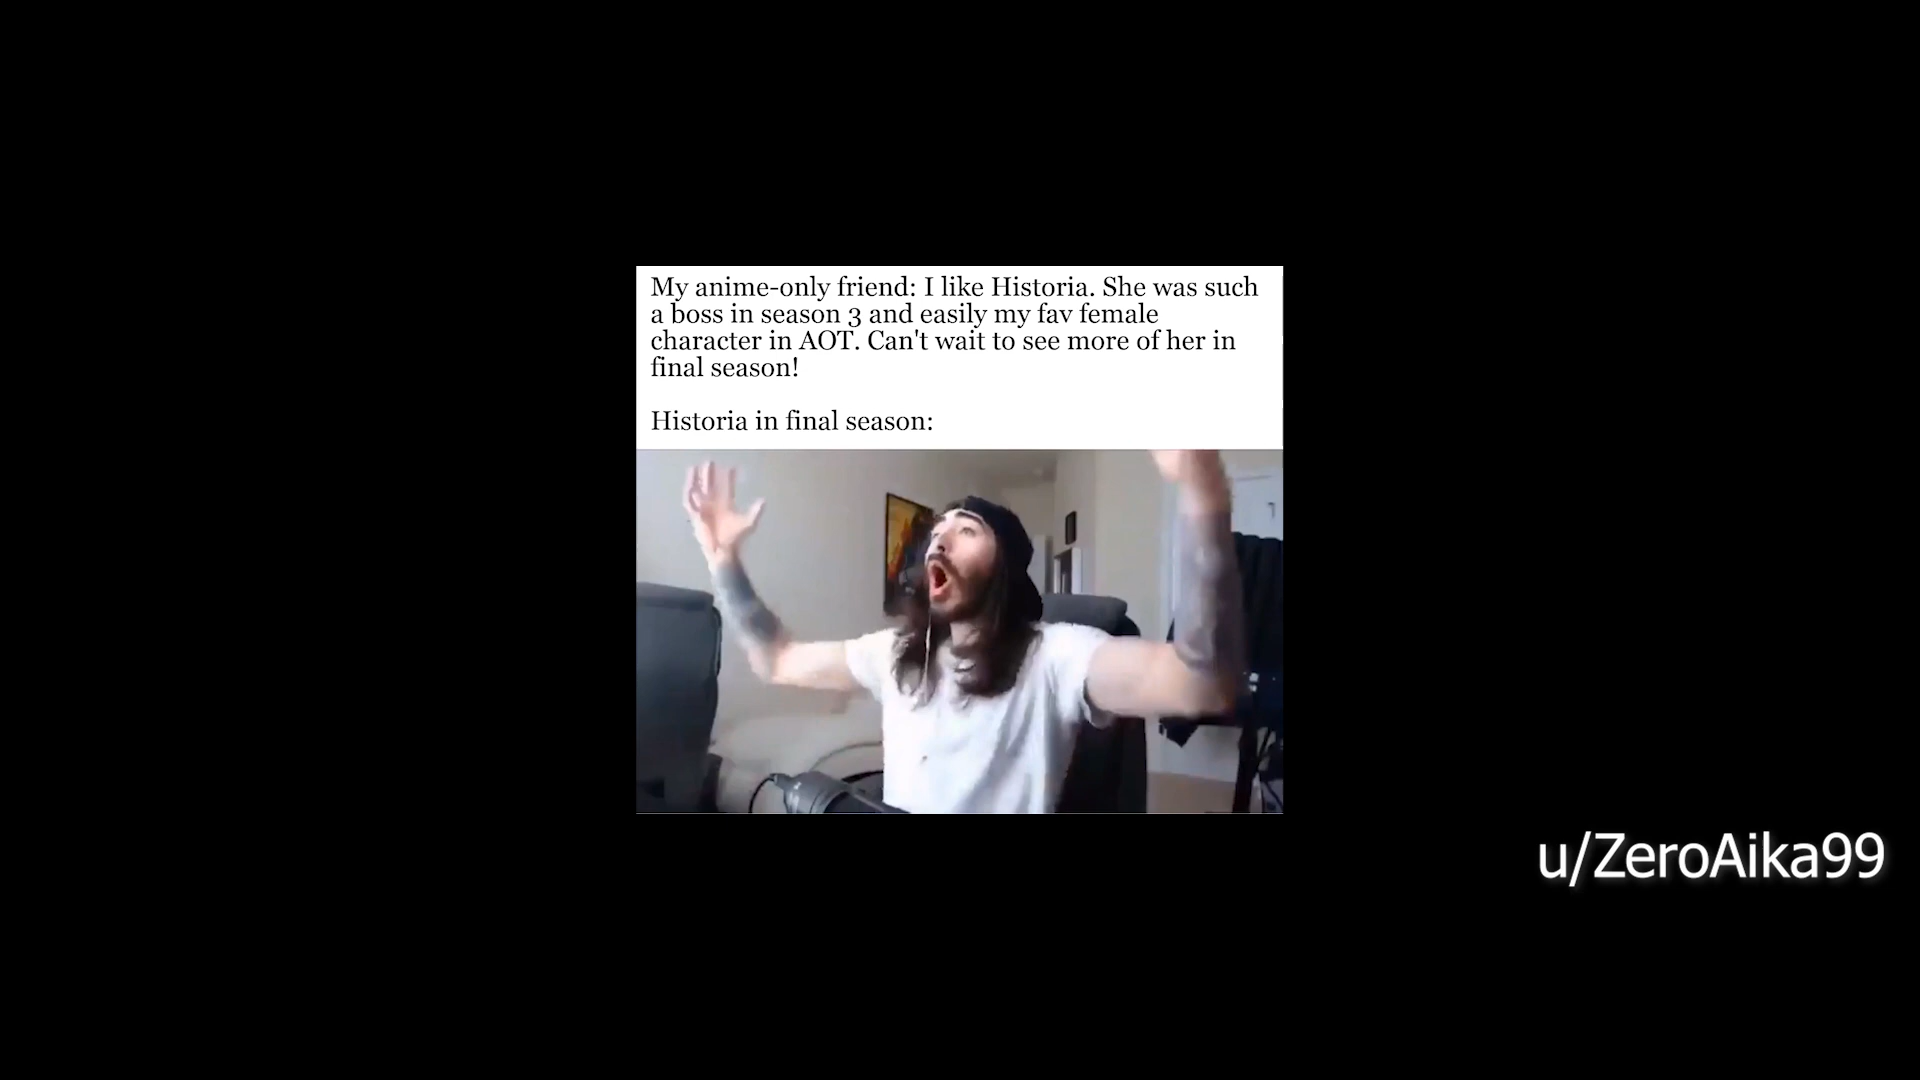 My anime-only friend: I like Historia. She was such
a boss in season 3 and easily my fav female
character in AOT. Can't wait to see more of her in
final season!
Historia in final season:
u/ZeroAika99